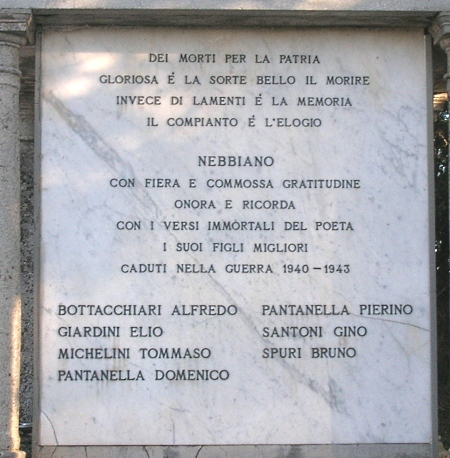 DEI MORTI PER LA PATRIA
GLORIOSA É LA SORTE BELLO IL MORIRE
INVECE DI LAMENTI É LA MEMORIA
IL COMPIANTO É L'ELOGIO
NEBBIANO
CON FIERA E COMMOSSA GRATITUDINE
ONORA E RICORDA
CON I VERSI IMMORTALI DEL POETA
I SUOI FIGLI MIGLIORI
CADUTI NELLA GUERRA 1940-1943
BOTTACCHIARI ALFREDO PANTANELLA PIERINO
GIARDINI ELIO SANTONI GINO
MICHELINI TOMMASO SPURI BRUNO
PANTANELLA DOMENICO